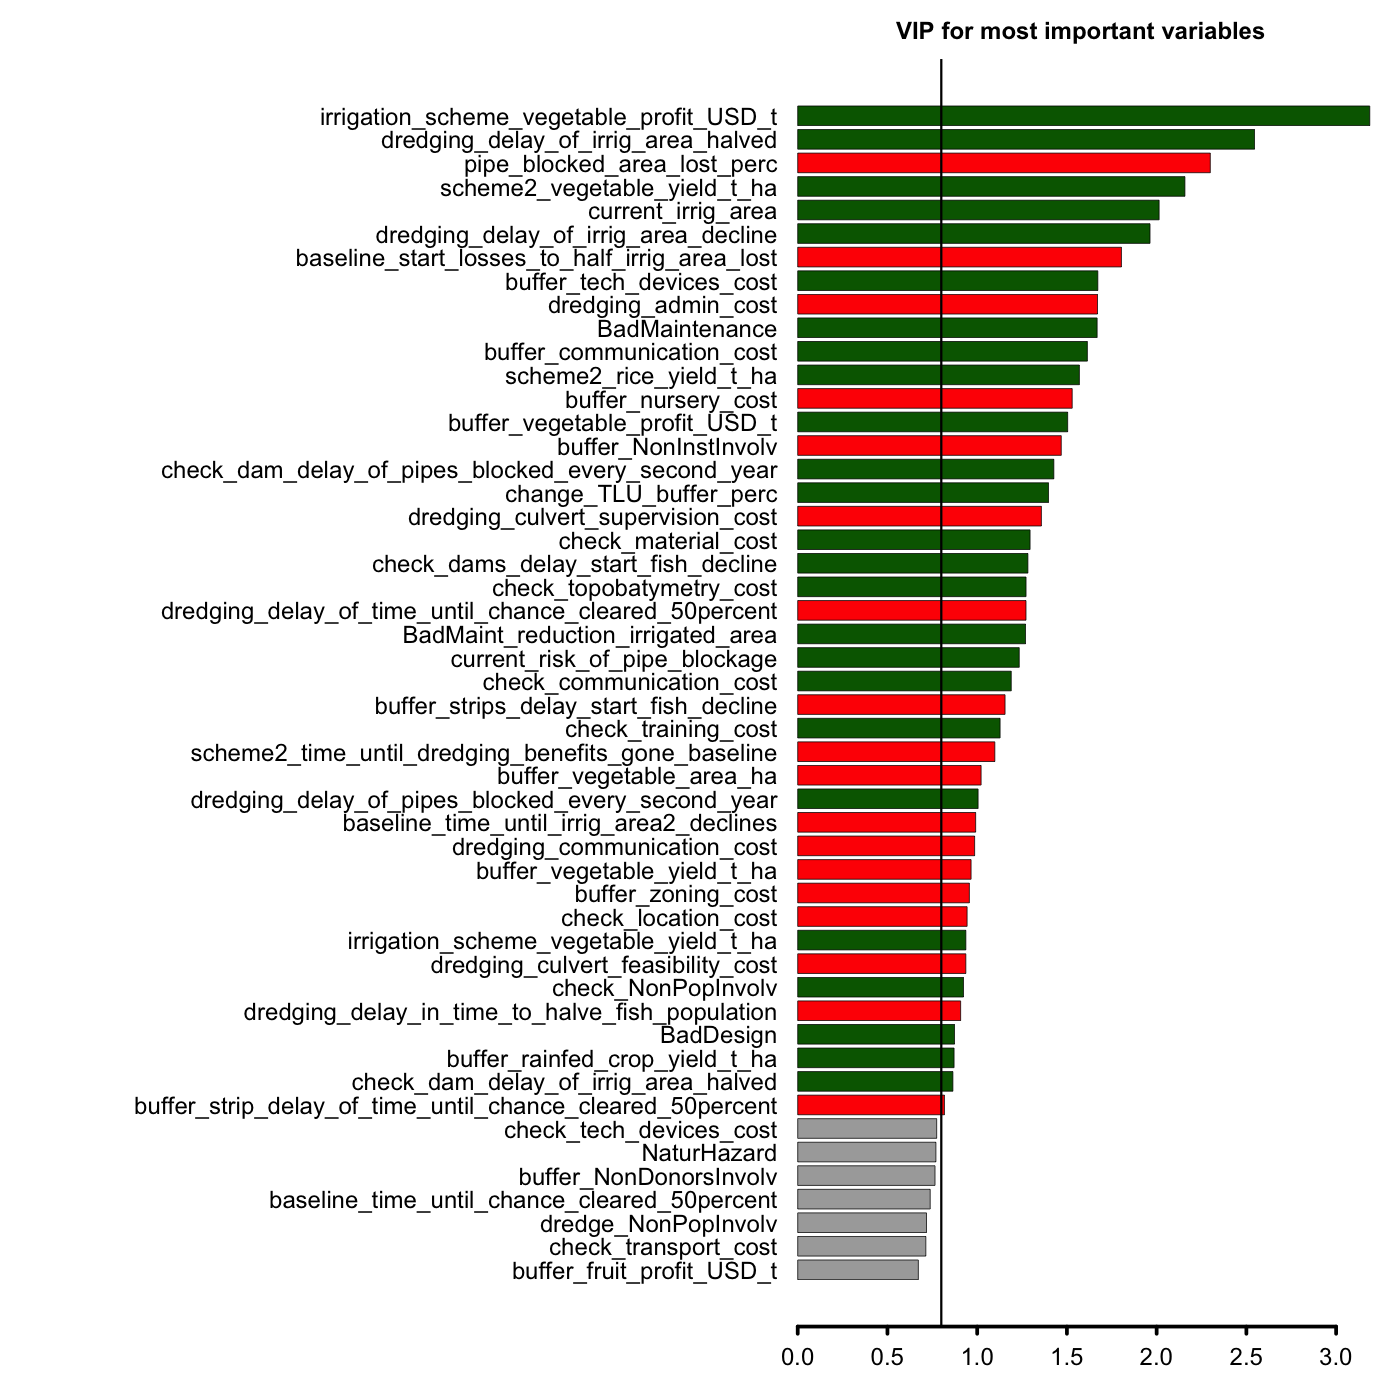 VIP for most important variables
irrigation_scheme_vegetable_profit_USD_t
dredging_delay_of_irrig_area_halved
pipe_blocked_area_lost_perc
scheme2_vegetable_yield_t_ha
current_irrig_area
dredging_delay_of_irrig_area_decline
baseline_start_losses_to_half_irrig_area_lost
buffer_tech_devices_cost
dredging_admin_cost
BadMaintenance
buffer_communication_cost
scheme2_rice_yield_t_ha
buffer_nursery_cost
buffer_vegetable_profit_USD_t
buffer_NonInstInvolv
check_dam_delay_of_pipes_blocked_every_second_year
change_TLU_buffer_perc
dredging_culvert_supervision_cost
check_material_cost
check_dams_delay_start_fish_decline
check_topobatymetry_cost
dredging_delay_of_time_until_chance_cleared_50percent
BadMaint_reduction_irrigated_area
current_risk_of_pipe_blockage
check_communication_cost
buffer_strips_delay_start_fish_decline
check_training_cost
scheme2_time_until_dredging_benefits_gone_baseline
buffer_vegetable_area_ha
dredging_delay_of_pipes_blocked_every_second_year
baseline_time_until_irrig_area2_declines
dredging_communication_cost
buffer_vegetable_yield_t_ha
buffer_zoning_cost
check_location_cost
irrigation_scheme_vegetable_yield_t_ha
dredging_culvert_feasibility_cost
check_NonPopInvolv
dredging_delay_in_time_to_halve_fish_population
BadDesign
buffer_rainfed_crop_yield_t_ha
check_dam_delay_of_irrig_area_halved
buffer_strip_delay_of_time_until_chance_cleared_50percent
check_tech_devices_cost
NaturHazard
buffer_NonDonorsInvolv
baseline_time_until_chance_cleared_50percent
dredge_NonPopInvolv
check_transport_cost
buffer_fruit_profit_USD_t
0.0 0.5 1.0 1.5 2.0 2.5 3.0